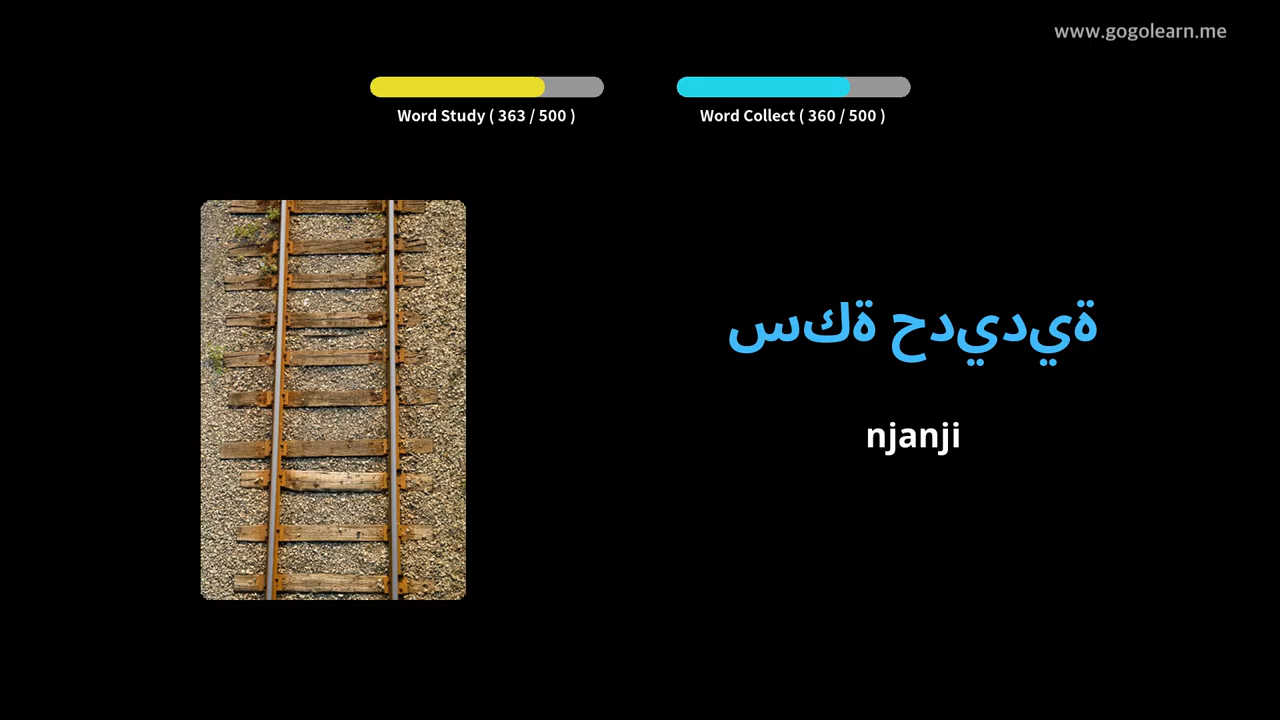 www.gogolearn.me
Word Study ( 363 / 500 )
Word Collect ( 360 / 500 )
سكة حديدية
njanji